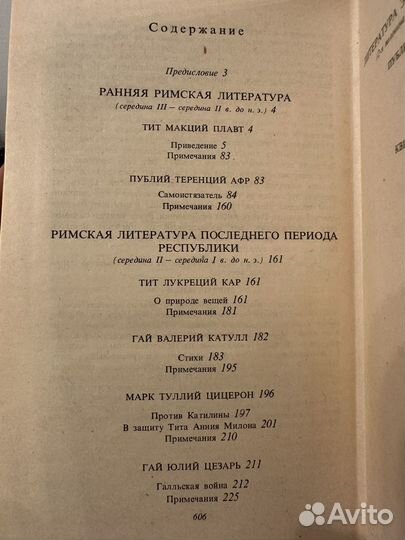 Содержание
Предисловие 3
РАННЯЯ РИМСКАЯ ЛИТЕРАТУРА
(середина III — середина II в. до н. э.) 4
ТИТ МАКЦИЙ ПЛАВТ 4
Приведение 5
Примечания 83
ПУБЛИЙ ТЕРЕНЦИЙ АФР 83
Самоистязатель 84
Примечания 160
РИМСКАЯ ЛИТЕРАТУРА ПОСЛЕДНЕГО ПЕРИОДА
РЕСПУБЛИКИ
(середина II — середина I в. до н. э.) 161
ТИТ ЛУКРЕЦИЙ КАР 161
О природе вещей 161
Примечания 181
ГАЙ ВАЛЕРИЙ КАТУЛЛ 182
Стихи 183
Примечания 195
МАРК ТУЛЛИЙ ЦИЦЕРОН 196
Против Катилины 197
В защиту Тита Анния Милона 201
Примечания 210
ГАЙ ЮЛИЙ ЦЕЗАРЬ 211
Галльская война 212
Примечания 225
606
ЛИТЕРАТУРА
ПУБЛИ
Avito